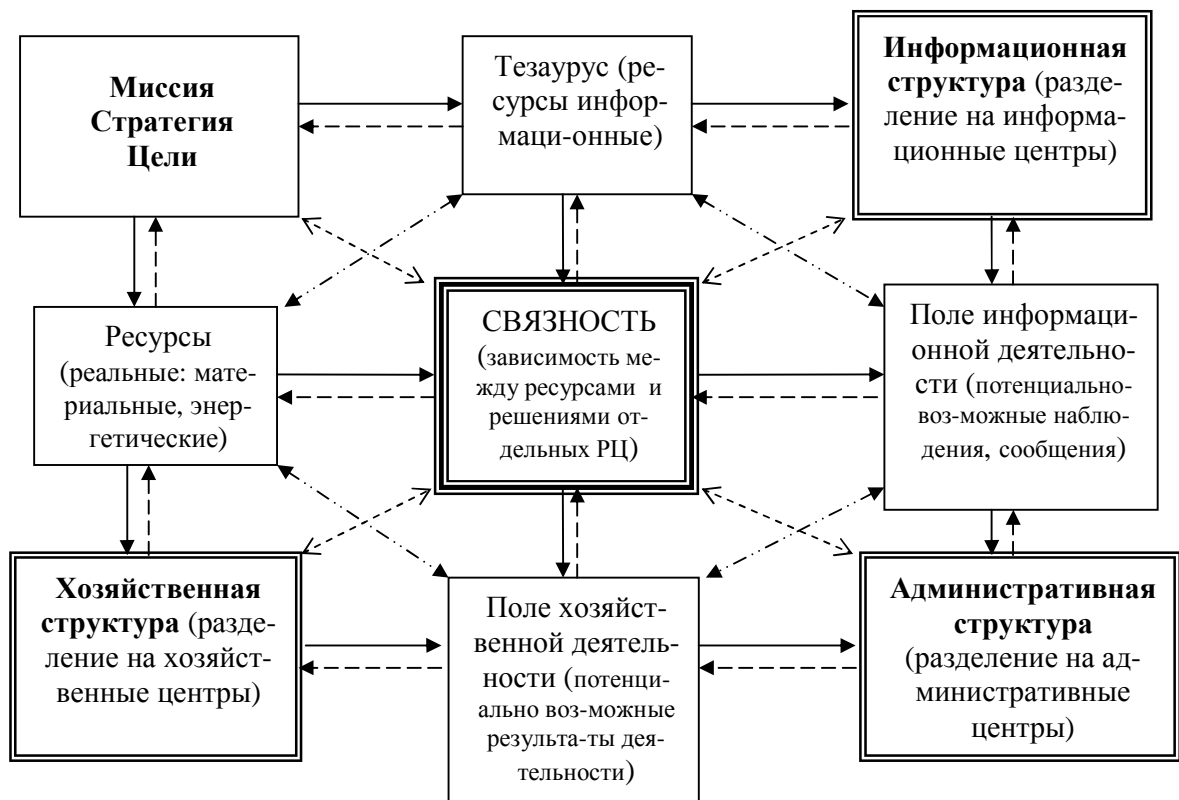 Миссия
Стратегия
Цели
Тезаурус (ре-
сурсы инфор-
маци-онные)
Информационная
структура (разде-
ление на информа-
ционные центры)
Ресурсы
(реальные: мате-
риальные, энер-
гетические)
СВЯЗНОСТЬ
(зависимость ме-
жду ресурсами и
решениями от-
дельных РЦ)
Поле информаци-
онной деятельно-
сти (потенциально-
воз-можные наблю-
дения, сообщения)
Хозяйственная
структура (разде-
ление на хозяйст-
венные центры)
Поле хозяйст-
венной деятель-
ности (потенци-
ально воз-можные
результа-ты дея-
тельности)
Административная
структура
(разделение на ад-
министративные
центры)